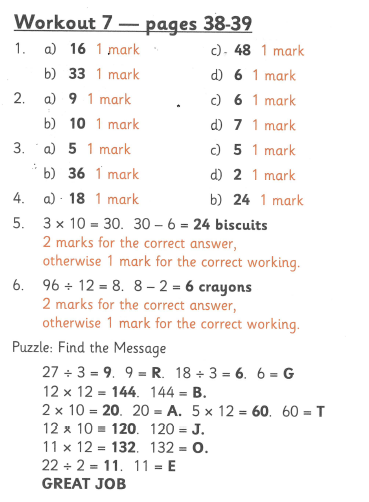 Workout 7 — pages 38-39
1. a) 16 1 mark c) 48 1 mark
b) 33 1 mark d) 6 1 mark
2. a) 9 1 mark c) 6 1 mark
b) 10 1 mark d) 7 1 mark
3. a) 5 1 mark c) 5 1 mark
b) 36 1 mark d) 2 1 mark
4. a) 18 1 mark b) 24 1 mark
5. 3 × 10 = 30. 30 – 6 = 24 biscuits
2 marks for the correct answer,
otherwise 1 mark for the correct working.
6. 96 ÷ 12 = 8. 8 – 2 = 6 crayons
2 marks for the correct answer,
otherwise 1 mark for the correct working.
Puzzle: Find the Message
27 ÷ 3 = 9. 9 = R. 18 ÷ 3 = 6. 6 = G
12 × 12 = 144. 144 = B.
2 × 10 = 20. 20 = A. 5 × 12 = 60. 60 = T
12 × 10 = 120. 120 = J.
11 × 12 = 132. 132 = O.
22 ÷ 2 = 11. 11 = E
GREAT JOB